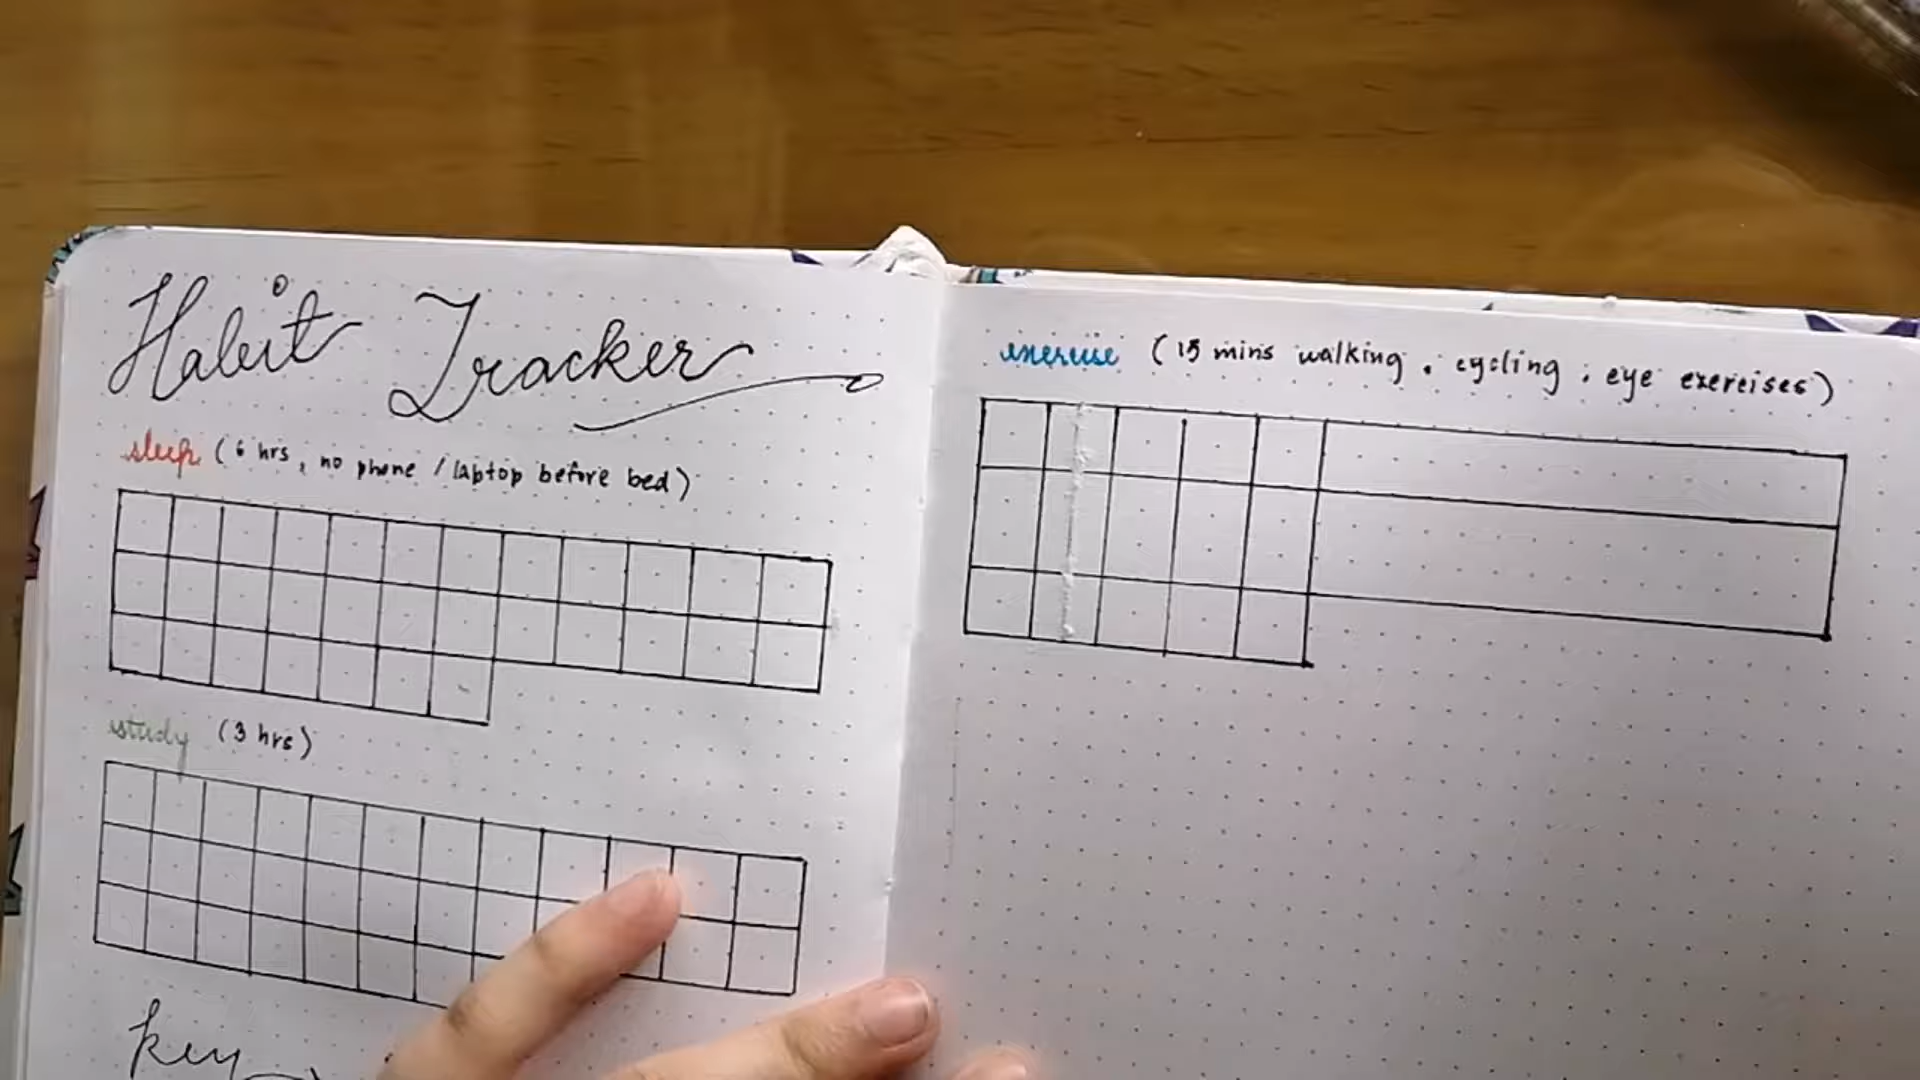 Habit Tracker
sleep (6 hrs, no phone / laptop before bed)
study (3 hrs)
key
exercise (15 mins walking, cycling, eye exercises)